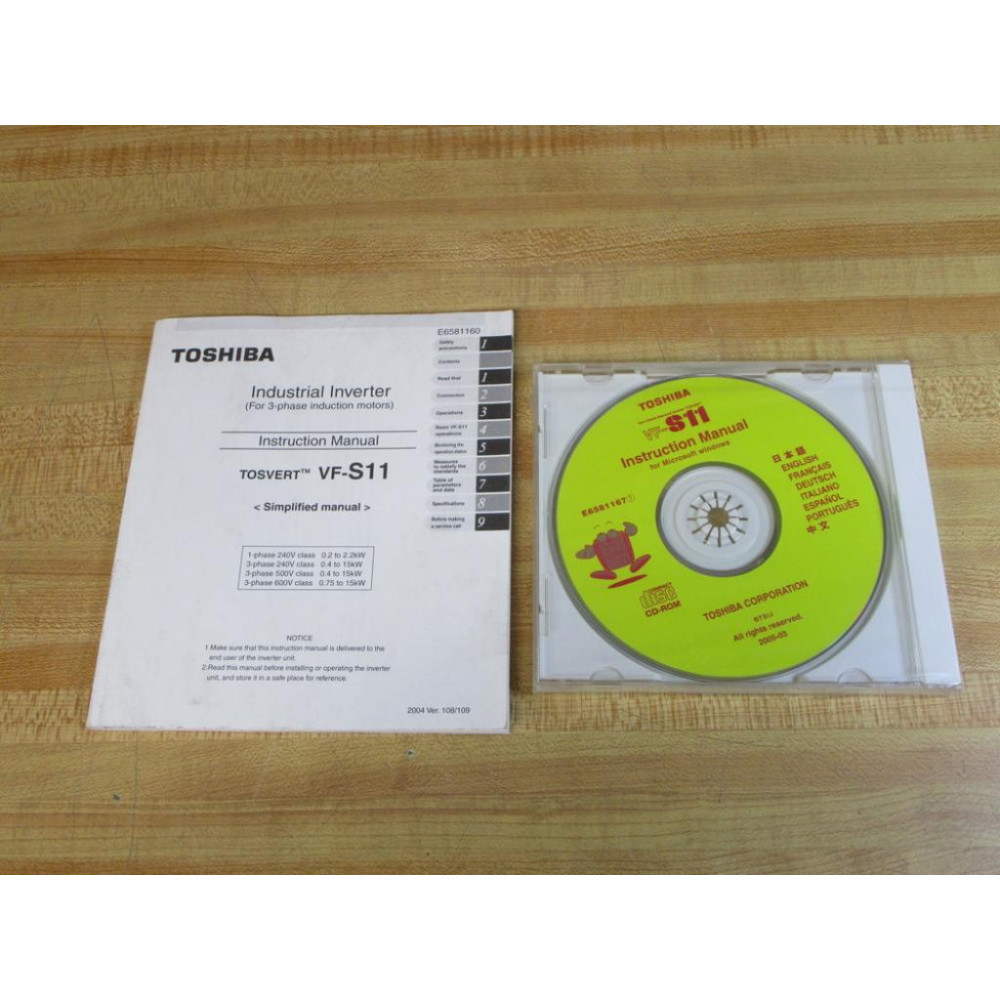 E6581160
TOSHIBA
Industrial Inverter
(For 3-phase induction motors)
Instruction Manual
TOSVERT™ VF-S11
< Simplified manual >
1-phase 240V class 0.2 to 2.2kW
3-phase 240V class 0.4 to 15kW
3-phase 500V class 0.4 to 15kW
3-phase 600V class 0.75 to 15kW
NOTICE
1.Make sure that this instruction manual is delivered to the
end user of the inverter unit.
2.Read this manual before installing or operating the inverter
unit, and store it in a safe place for reference.
2004 Ver. 108/109
Safety
precautions
I
Contents
Read first
1
Connection
2
Operations
3
Basic VF-S11
operations
4
Monitoring the
operation status
5
Measures
to satisfy the
standards
6
Table of
parameters
and data
7
Specifications
8
Before making
a service call
9
TOSHIBA
VF-S11
Instruction Manual
for Microsoft windows
E6581167①
日本語
ENGLISH
FRANÇAIS
DEUTSCH
ITALIANO
ESPAÑOL
PORTUGUÊS
中文
COMPACT
disc
CD-ROM
TOSHIBA CORPORATION
All rights reserved.
2005-03